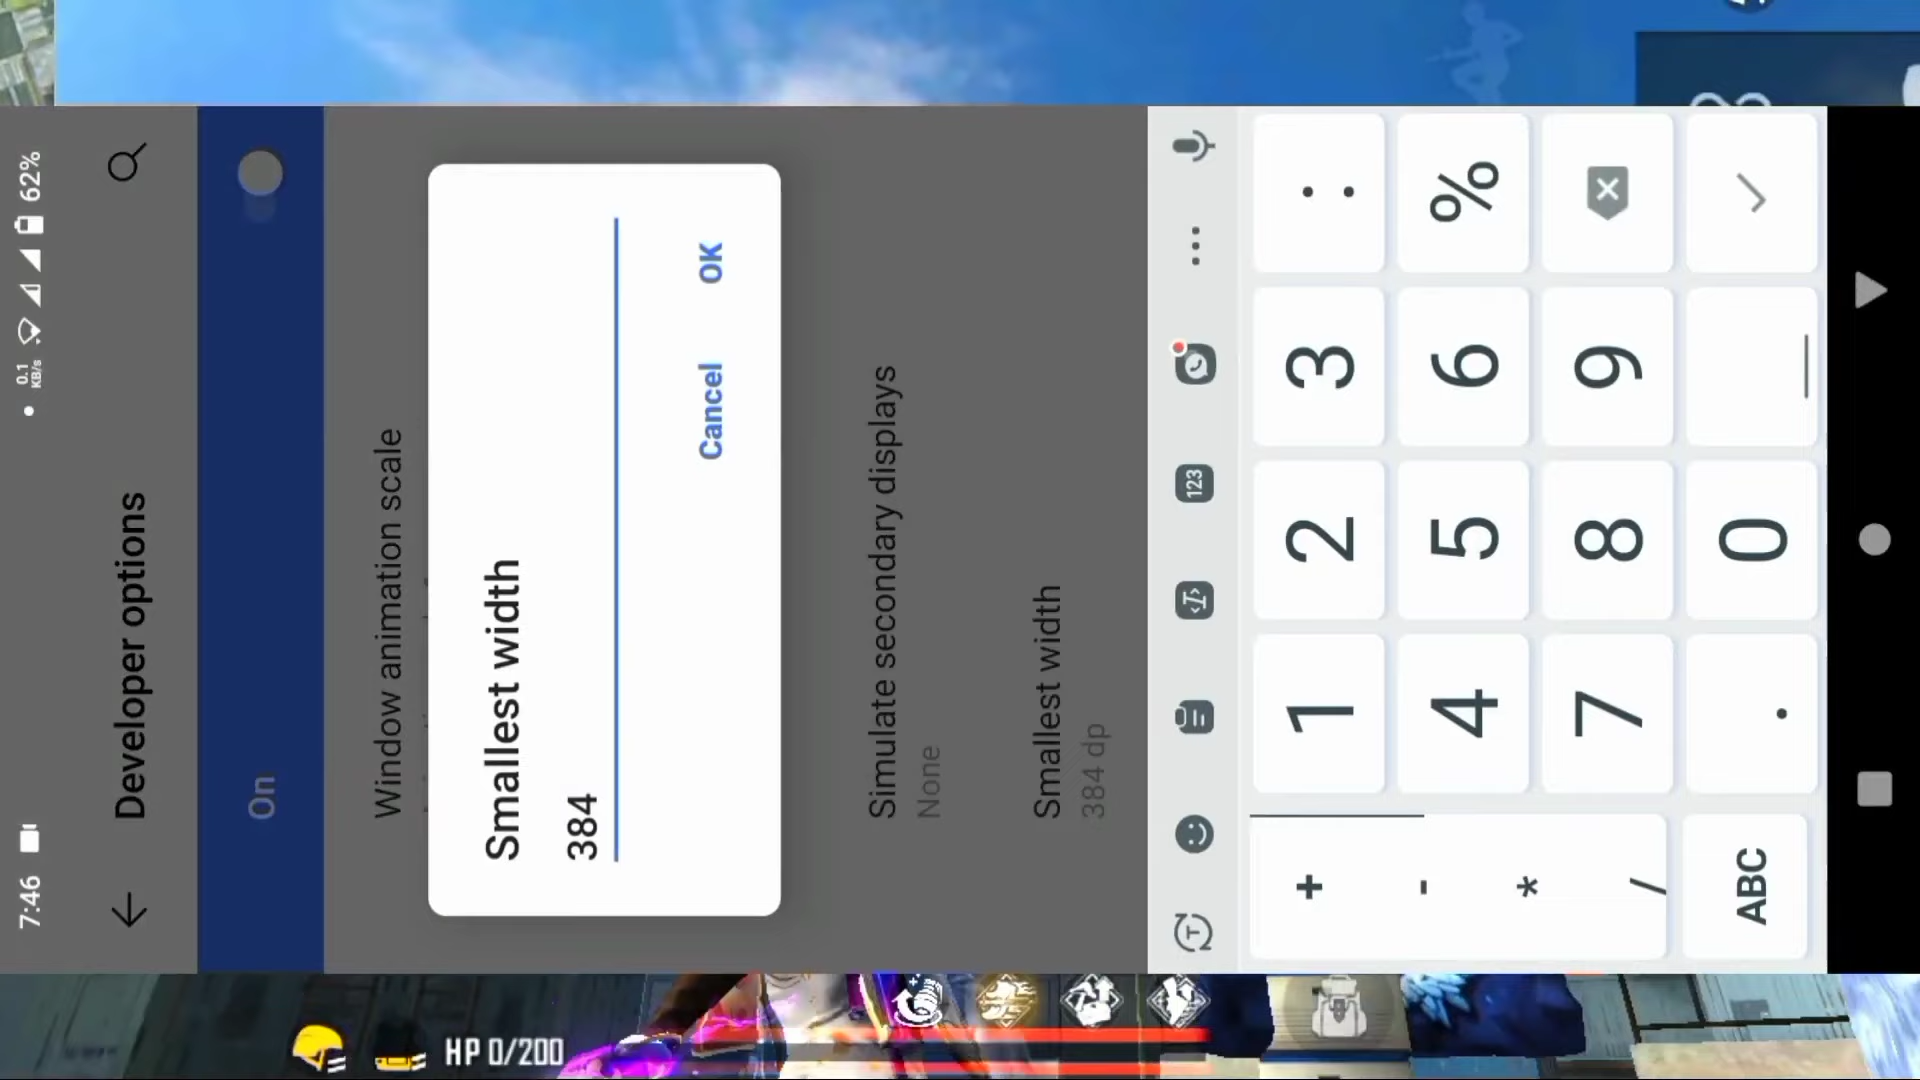 7:46
0.1
KB/s
62%
Developer options
On
Window animation scale
Smallest width
384
Cancel
OK
Simulate secondary displays
None
Smallest width
384 dp
123
T
+
-
*
/
1
2
3
4
5
6
%
7
8
9
ABC
.
0
HP 0/200